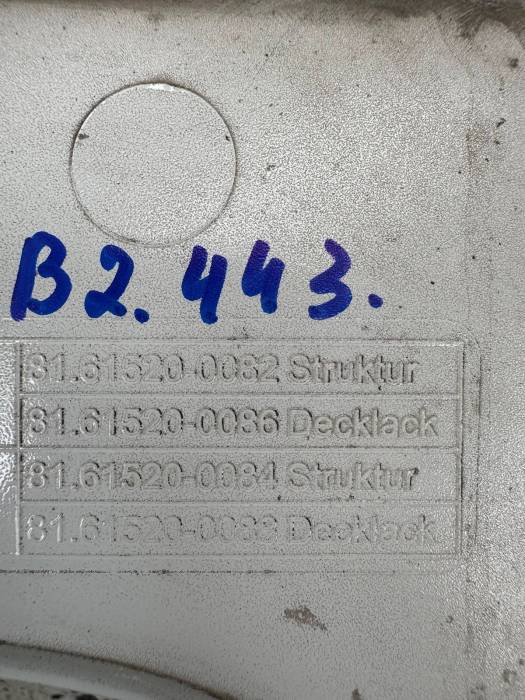 B2.443.
81.61520-0082 Struktur
81.61520-0086 Decklack
81.61520-0084 Struktur
81.61520-0088 Decklack